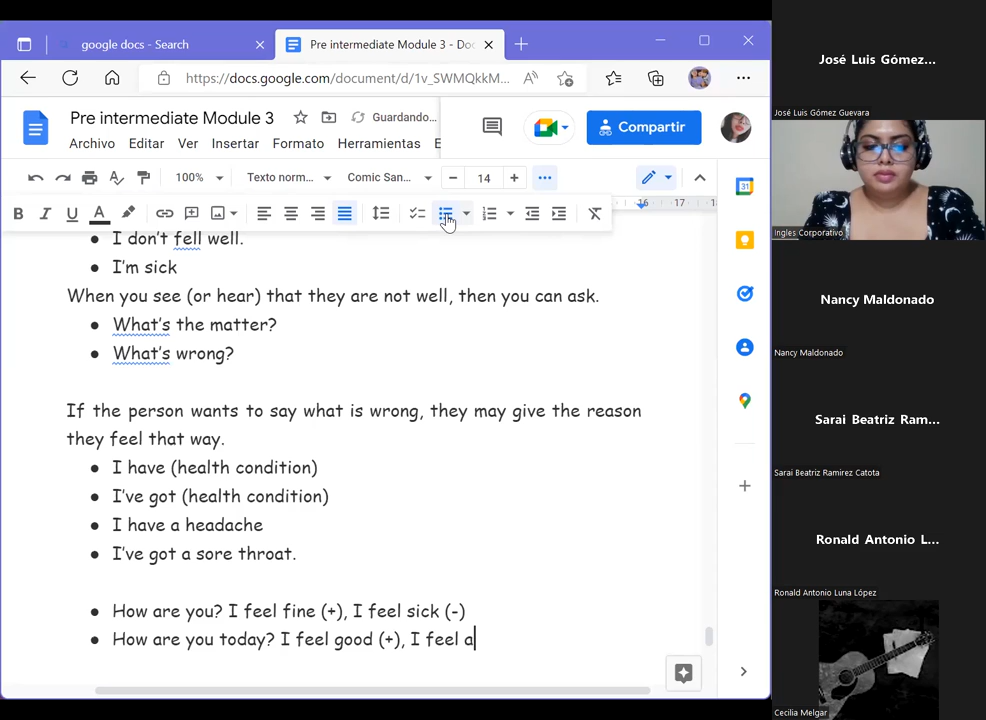 google docs - Search
Pre intermediate Module 3 - Doc
https://docs.google.com/document/d/1v_SWMQkkM...
Pre intermediate Module 3
Guardando...
Archivo Editar Ver Insertar Formato Herramientas E
Compartir
100% Texto norm... Comic San... 14
16 17
I don't fell well.
I'm sick
When you see (or hear) that they are not well, then you can ask.
What's the matter?
What's wrong?
If the person wants to say what is wrong, they may give the reason
they feel that way.
I have (health condition)
I've got (health condition)
I have a headache
I've got a sore throat.
How are you? I feel fine (+), I feel sick (-)
How are you today? I feel good (+), I feel a
José Luis Gómez...
José Luis Gómez Guevara
Ingles Corporativo
Nancy Maldonado
Nancy Maldonado
Sarai Beatriz Ram...
Sarai Beatriz Ramirez Catota
Ronald Antonio L...
Ronald Antonio Luna López
Cecilia Melgar